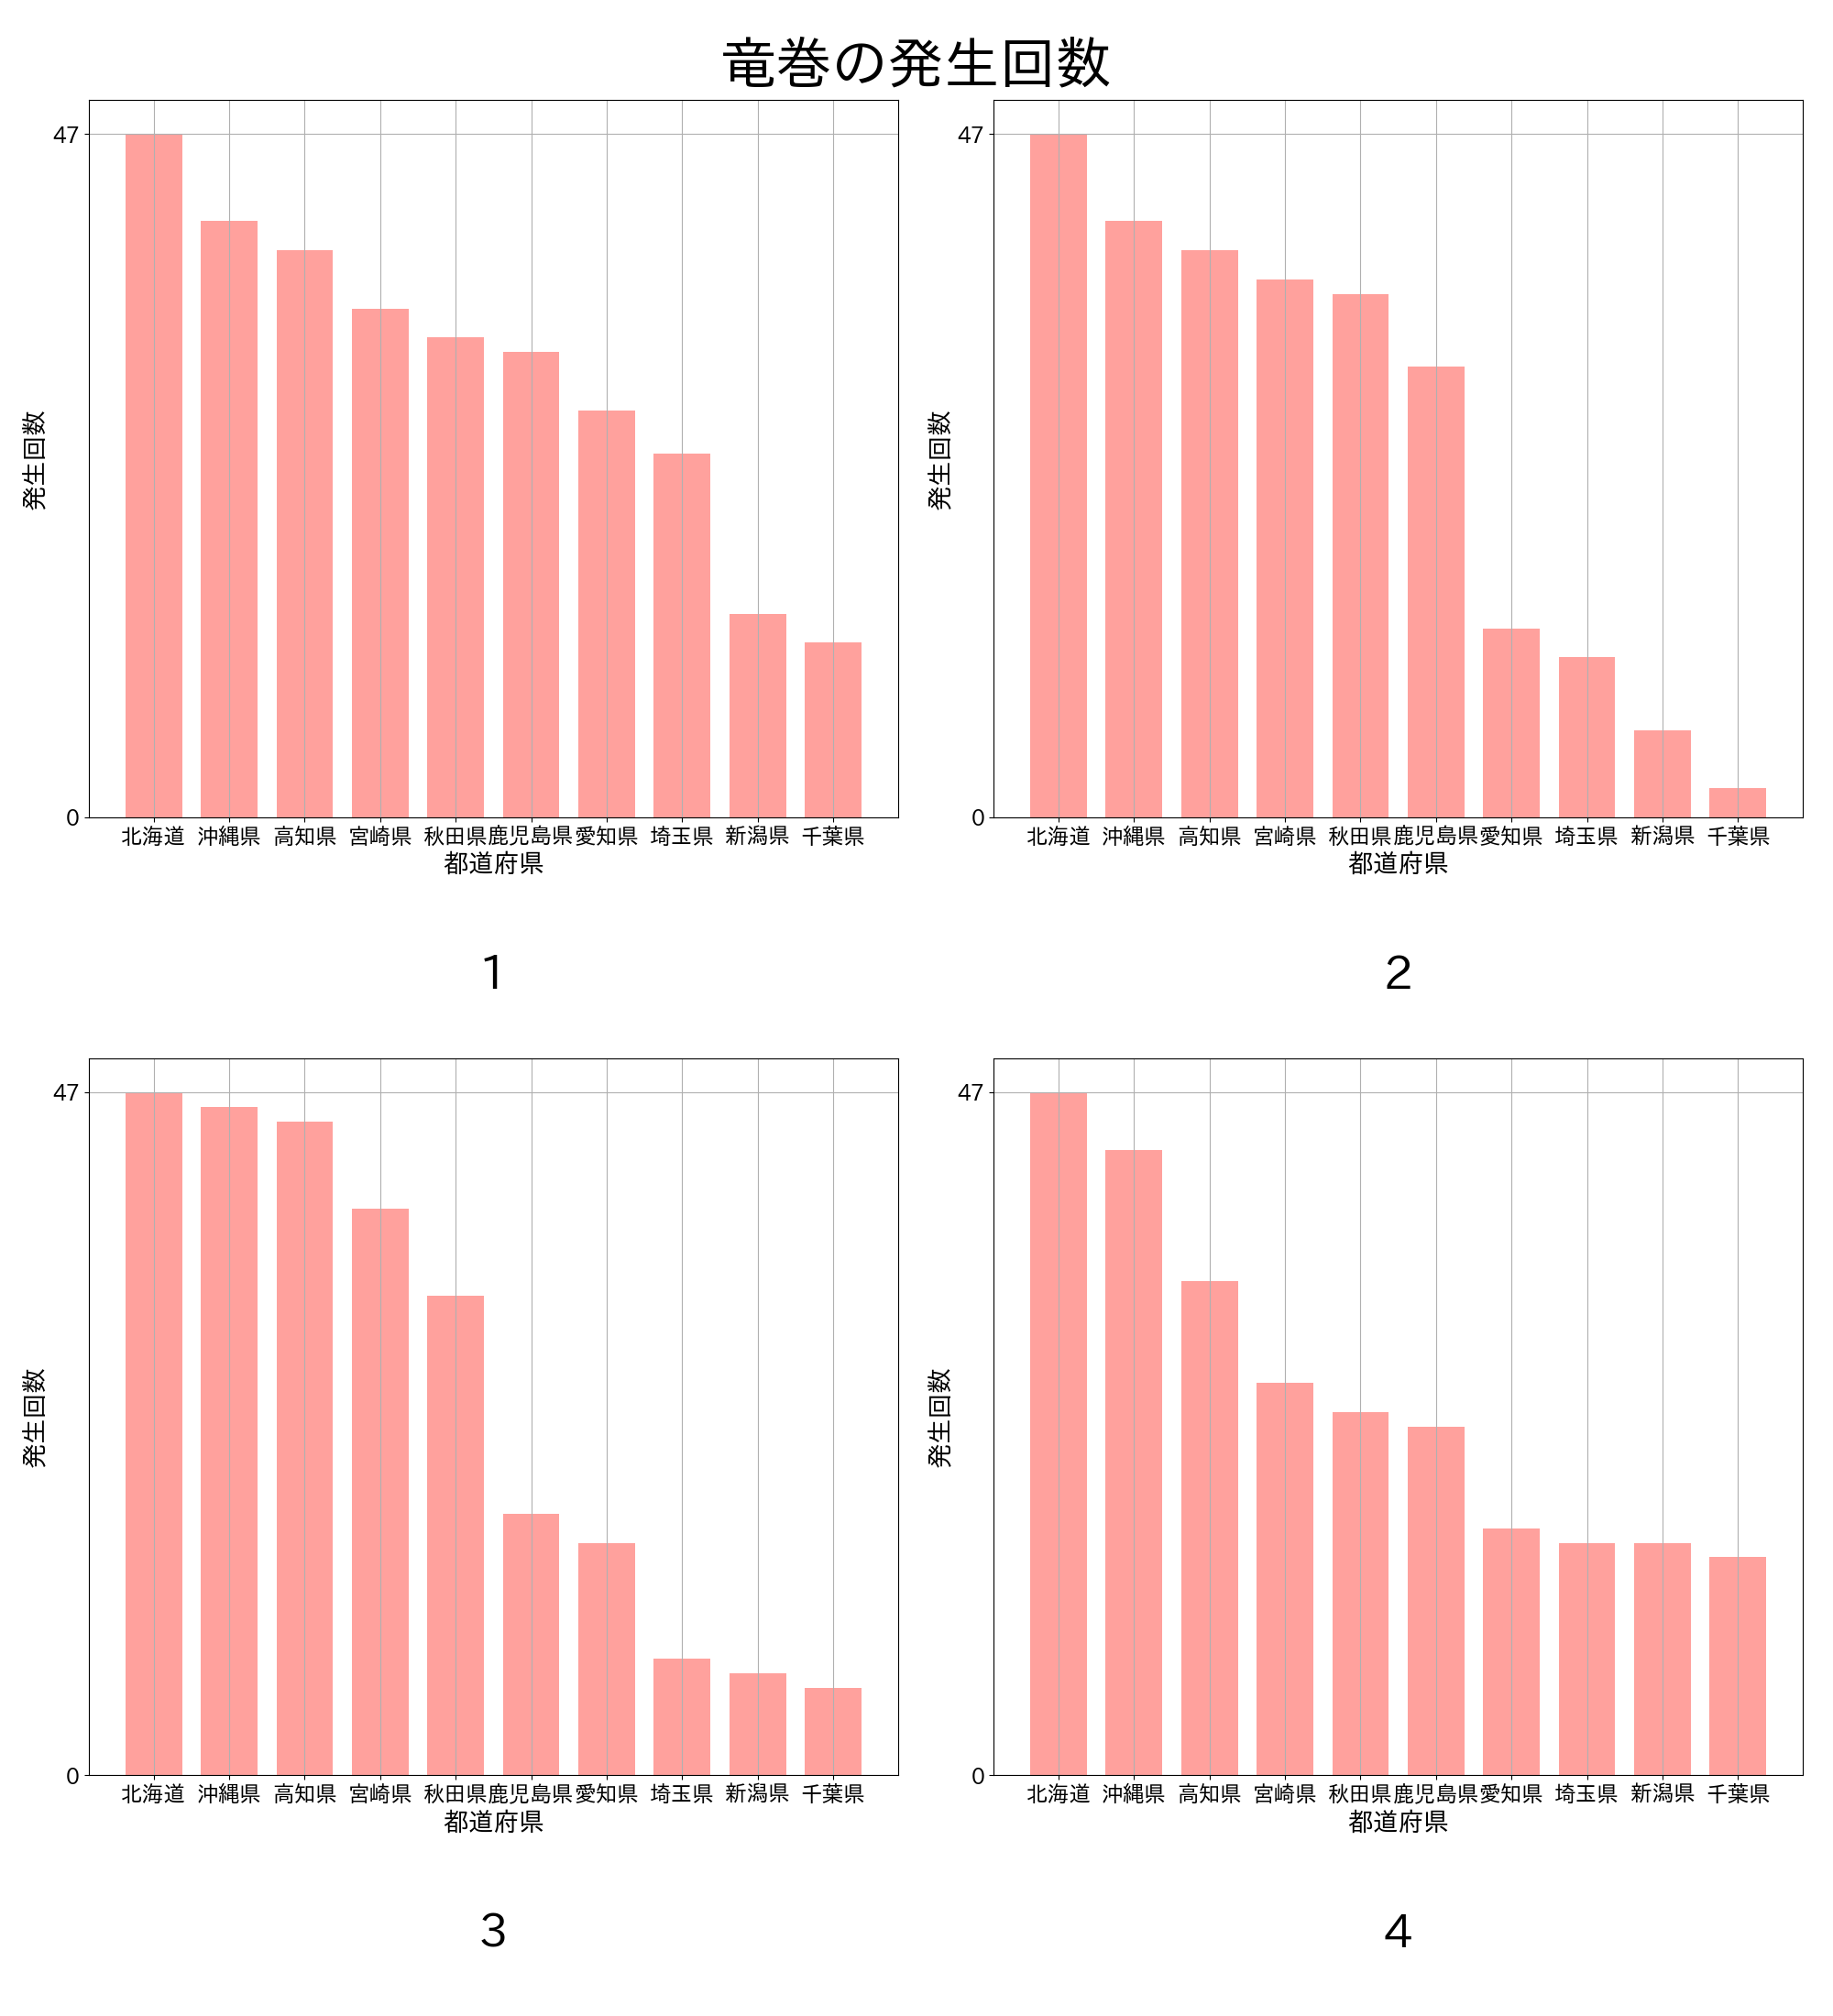 竜巻の発生回数
47
0
発生回数
北海道 沖縄県 高知県 宮崎県 秋田県 鹿児島県 愛知県 埼玉県 新潟県 千葉県
都道府県
1
47
0
発生回数
北海道 沖縄県 高知県 宮崎県 秋田県 鹿児島県 愛知県 埼玉県 新潟県 千葉県
都道府県
2
47
0
発生回数
北海道 沖縄県 高知県 宮崎県 秋田県 鹿児島県 愛知県 埼玉県 新潟県 千葉県
都道府県
3
47
0
発生回数
北海道 沖縄県 高知県 宮崎県 秋田県 鹿児島県 愛知県 埼玉県 新潟県 千葉県
都道府県
4